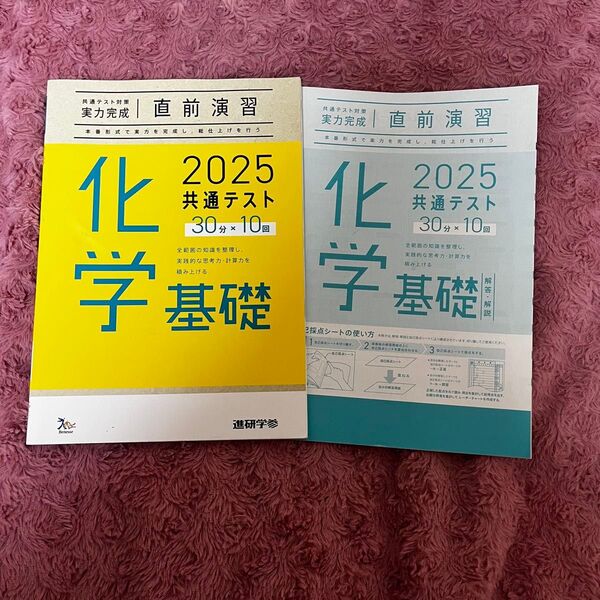 共通テスト対策
実力完成
直前演習
本番形式で実力を完成し、総仕上げを行う
2025
共通テスト
30分×10回
全範囲の知識を整理し、
実践的な思考力・計算力を
積み上げる
化学
基礎
Benesse
進研学参
共通テスト対策
実力完成
直前演習
本番形式で実力を完成し、総仕上げを行う
2025
共通テスト
30分×10回
全範囲の知識を整理し、
実践的な思考力・計算力を
積み上げる
化学
基礎
解答・解説
己採点シートの使い方